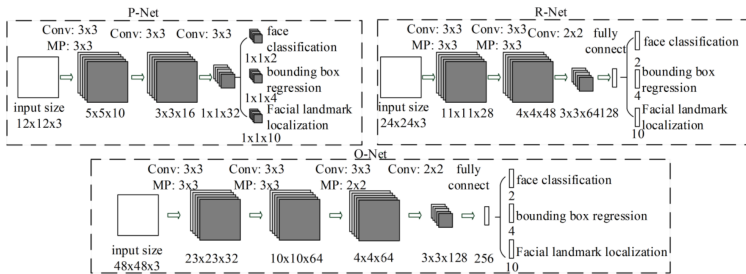 P-Net
Conv: 3x3 Conv: 3x3 Conv: 3x3
MP: 3x3
face
classification
1x1x2
bounding box
regression
1x1x4
Facial landmark
localization
1x1x10
input size
12x12x3
5x5x10
3x3x16
1x1x32
R-Net
Conv: 3x3 Conv: 3x3 Conv: 2x2 fully
MP: 3x3 MP: 3x3 connect
face classification
2
bounding box
regression
4
Facial landmark
localization
10
input size
24x24x3
11x11x28
4x4x48
3x3x64
128
O-Net
Conv: 3x3 Conv: 3x3 Conv: 3x3 Conv: 2x2 fully
MP: 3x3 MP: 3x3 MP: 2x2 connect
face classification
2
bounding box regression
4
Facial landmark localization
10
input size
48x48x3
23x23x32
10x10x64
4x4x64
3x3x128
256